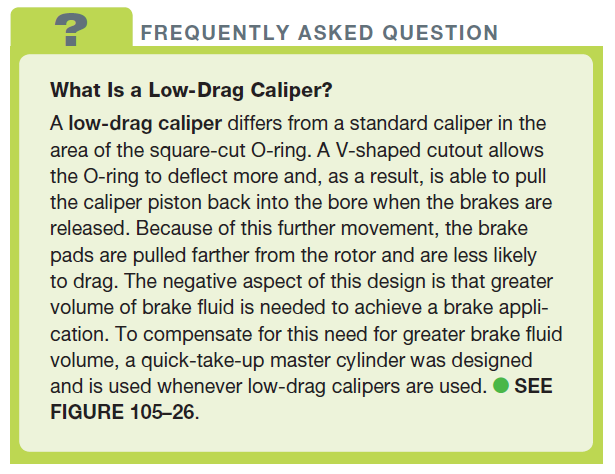 ?
FREQUENTLY ASKED QUESTION
What Is a Low-Drag Caliper?
A low-drag caliper differs from a standard caliper in the
area of the square-cut O-ring. A V-shaped cutout allows
the O-ring to deflect more and, as a result, is able to pull
the caliper piston back into the bore when the brakes are
released. Because of this further movement, the brake
pads are pulled farther from the rotor and are less likely
to drag. The negative aspect of this design is that greater
volume of brake fluid is needed to achieve a brake appli-
cation. To compensate for this need for greater brake fluid
volume, a quick-take-up master cylinder was designed
and is used whenever low-drag calipers are used. ● SEE
FIGURE 105–26.